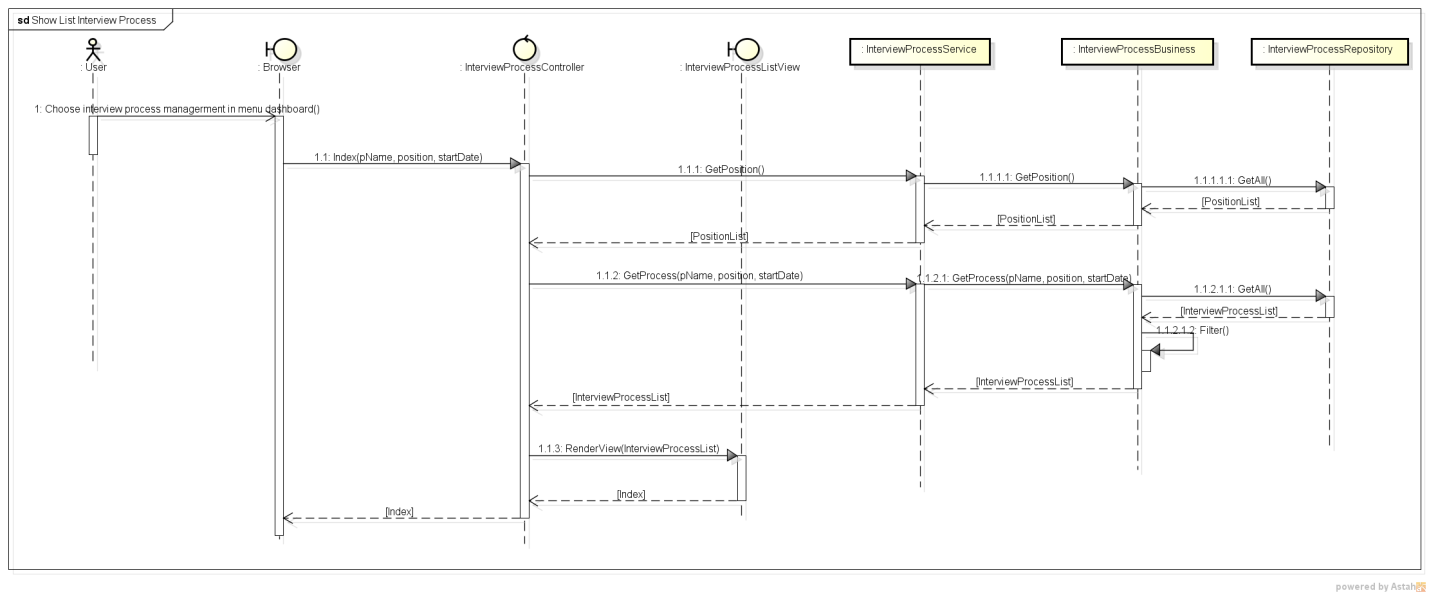 sd Show List Interview Process
: User
: Browser
: InterviewProcessController
: InterviewProcessListView
: InterviewProcessService
: InterviewProcessBusiness
: InterviewProcessRepository
1: Choose interview process managerment in menu dashboard()
1.1: Index(pName, position, startDate)
1.1.1: GetPosition()
1.1.1.1: GetPosition()
1.1.1.1.1: GetAll()
[PositionList]
[PositionList]
[PositionList]
1.1.2: GetProcess(pName, position, startDate)
1.1.2.1: GetProcess(pName, position, startDate)
1.1.2.1.1: GetAll()
[InterviewProcessList]
1.1.2.1.2: Filter()
[InterviewProcessList]
[InterviewProcessList]
1.1.3: RenderView(InterviewProcessList)
[Index]
[Index]
powered by Astah